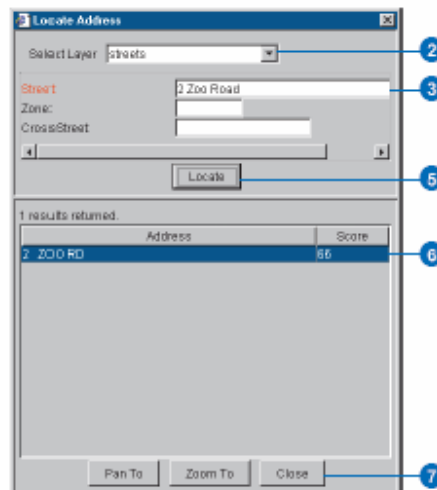 Locate Address
Select Layer streets 2
Street: 2 Zoo Road 3
Zone:
CrossStreet
Locate 5
1 results returned.
Address Score
2 ZOO RD 66 6
Pan To Zoom To Close 7